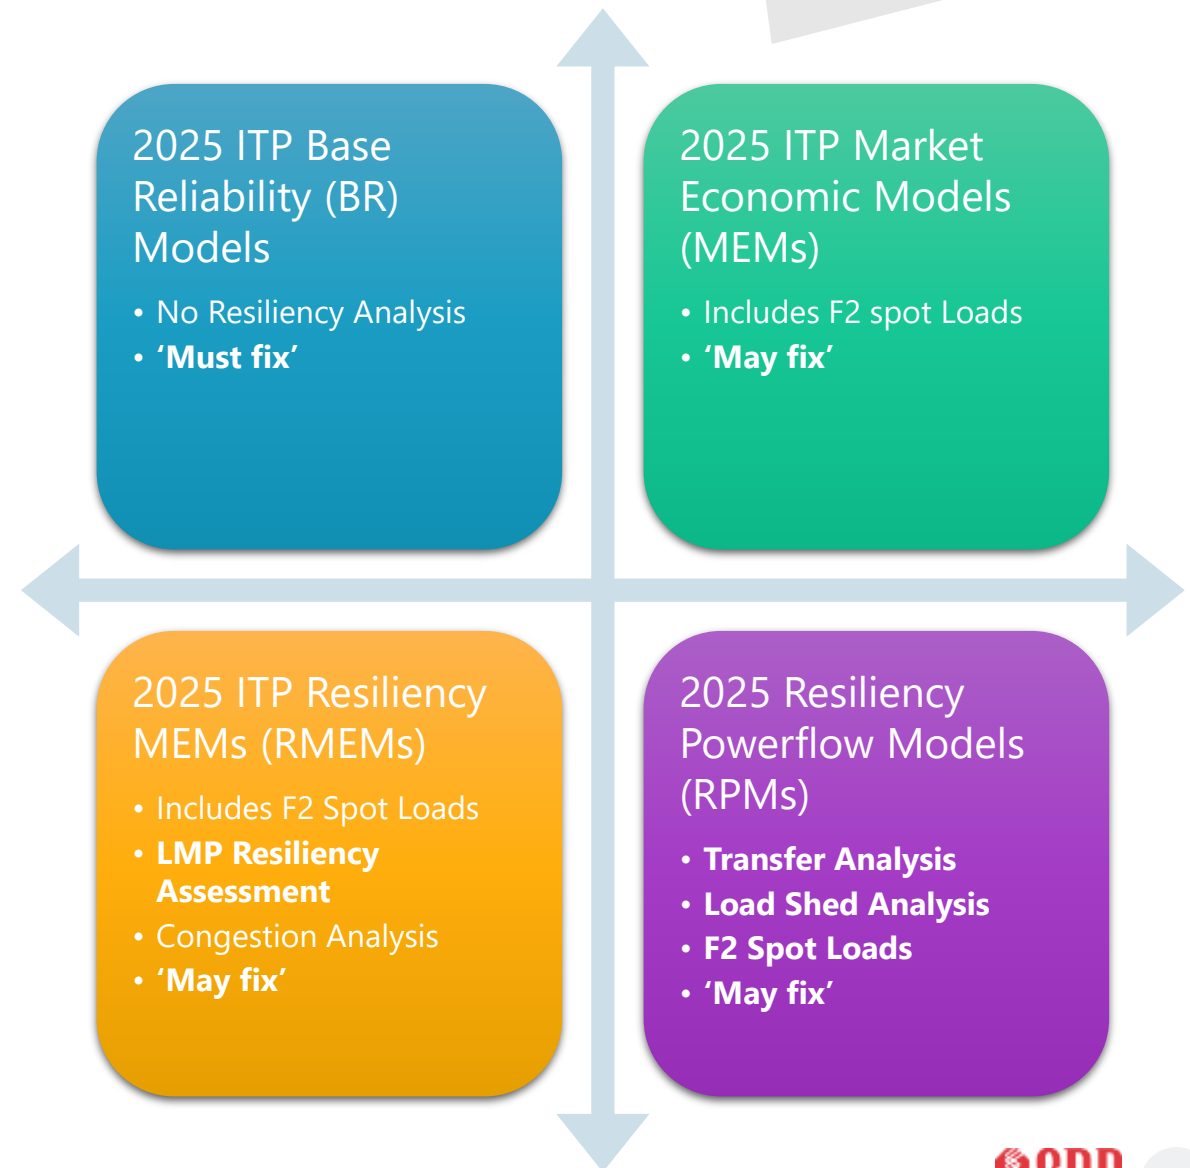 2025 ITP Base
Reliability (BR)
Models
• No Resiliency Analysis
• ‘Must fix’
2025 ITP Market
Economic Models
(MEMs)
• Includes F2 spot Loads
• ‘May fix’
2025 ITP Resiliency
MEMs (RMEMs)
• Includes F2 Spot Loads
• LMP Resiliency
Assessment
• Congestion Analysis
• ‘May fix’
2025 Resiliency
Powerflow Models
(RPMs)
• Transfer Analysis
• Load Shed Analysis
• F2 Spot Loads
• ‘May fix’